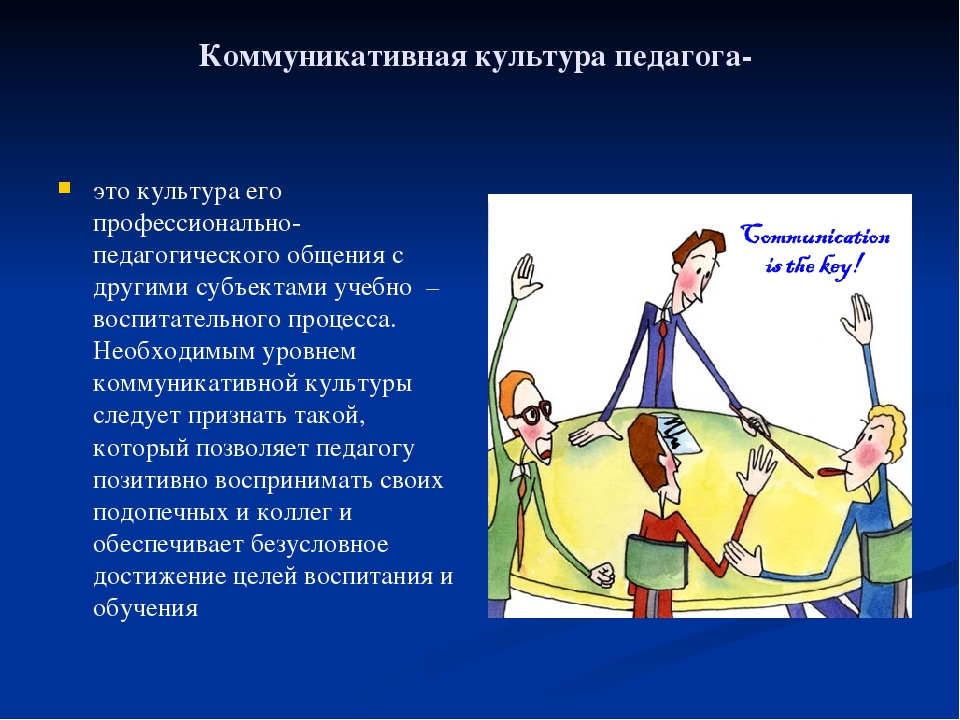 Коммуникативная культура педагога-
это культура его
профессионально-
педагогического общения с
другими субъектами учебно –
воспитательного процесса.
Необходимым уровнем
коммуникативной культуры
следует признать такой,
который позволяет педагогу
позитивно воспринимать своих
подопечных и коллег и
обеспечивает безусловное
достижение целей воспитания и
обучения
Communication
is the key!